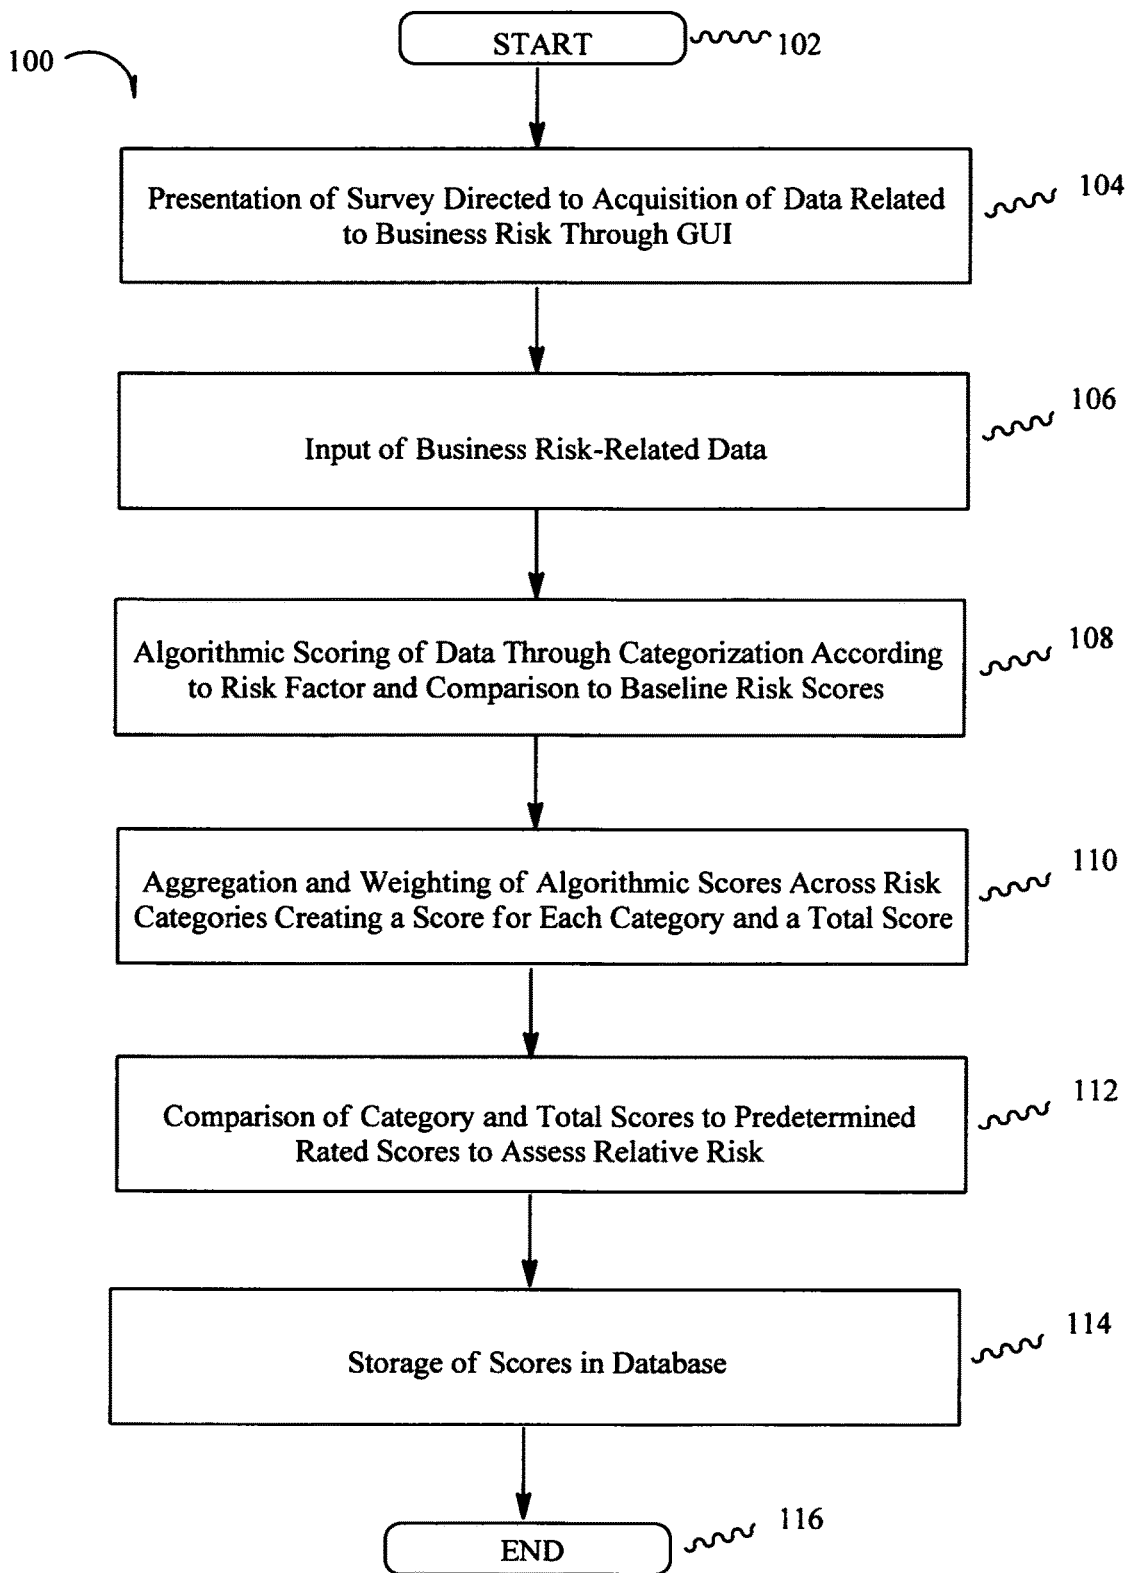 100
START
102
Presentation of Survey Directed to Acquisition of Data Related
to Business Risk Through GUI
104
Input of Business Risk-Related Data
106
Algorithmic Scoring of Data Through Categorization According
to Risk Factor and Comparison to Baseline Risk Scores
108
Aggregation and Weighting of Algorithmic Scores Across Risk
Categories Creating a Score for Each Category and a Total Score
110
Comparison of Category and Total Scores to Predetermined
Rated Scores to Assess Relative Risk
112
Storage of Scores in Database
114
END
116